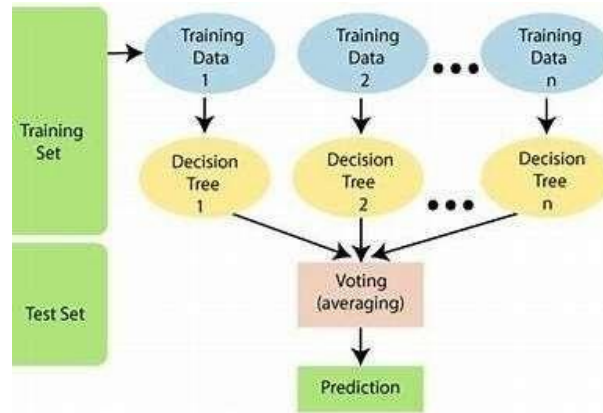 Training
Set
Test Set
Training
Data
1
Training
Data
2
Training
Data
n
Decision
Tree
1
Decision
Tree
2
Decision
Tree
n
Voting
(averaging)
Prediction